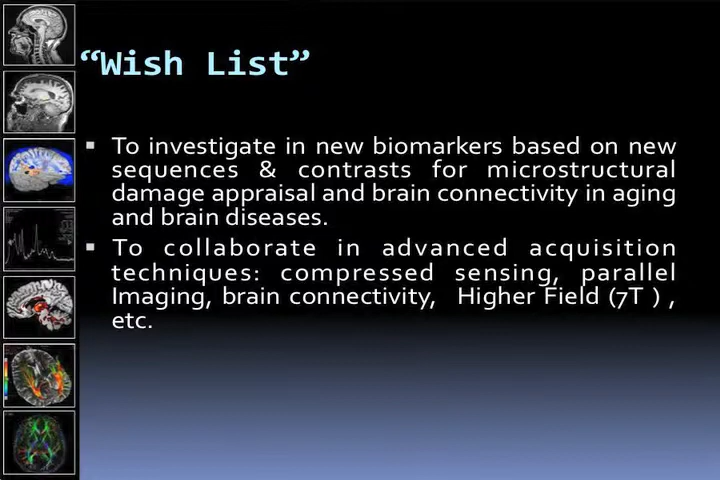 “Wish List”
▪ To investigate in new biomarkers based on new
sequences & contrasts for microstructural
damage appraisal and brain connectivity in aging
and brain diseases.
▪ To collaborate in advanced acquisition
techniques: compressed sensing, parallel
Imaging, brain connectivity, Higher Field (7T ) ,
etc.